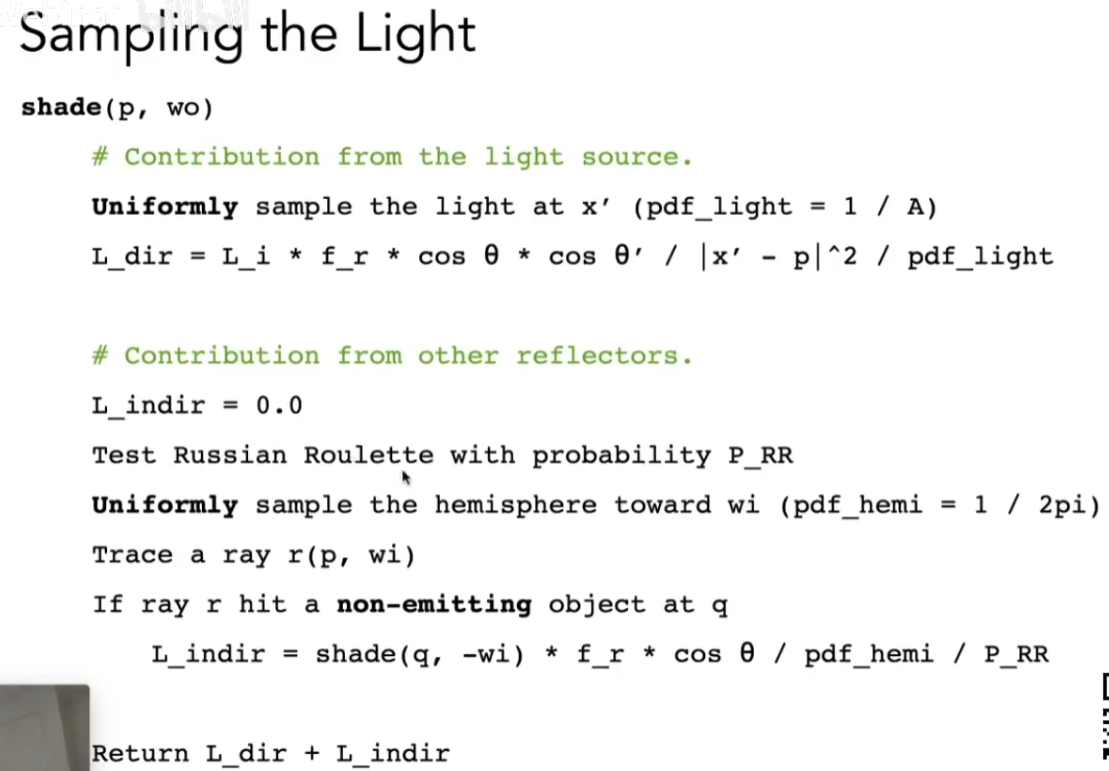 Sampling the Light
shade(p, wo)
# Contribution from the light source.
Uniformly sample the light at x′ (pdf_light = 1 / A)
L_dir = L_i * f_r * cos θ * cos θ′ / |x′ - p|^2 / pdf_light
# Contribution from other reflectors.
L_indir = 0.0
Test Russian Roulette with probability P_RR
Uniformly sample the hemisphere toward wi (pdf_hemi = 1 / 2pi)
Trace a ray r(p, wi)
If ray r hit a non-emitting object at q
L_indir = shade(q, -wi) * f_r * cos θ / pdf_hemi / P_RR
Return L_dir + L_indir